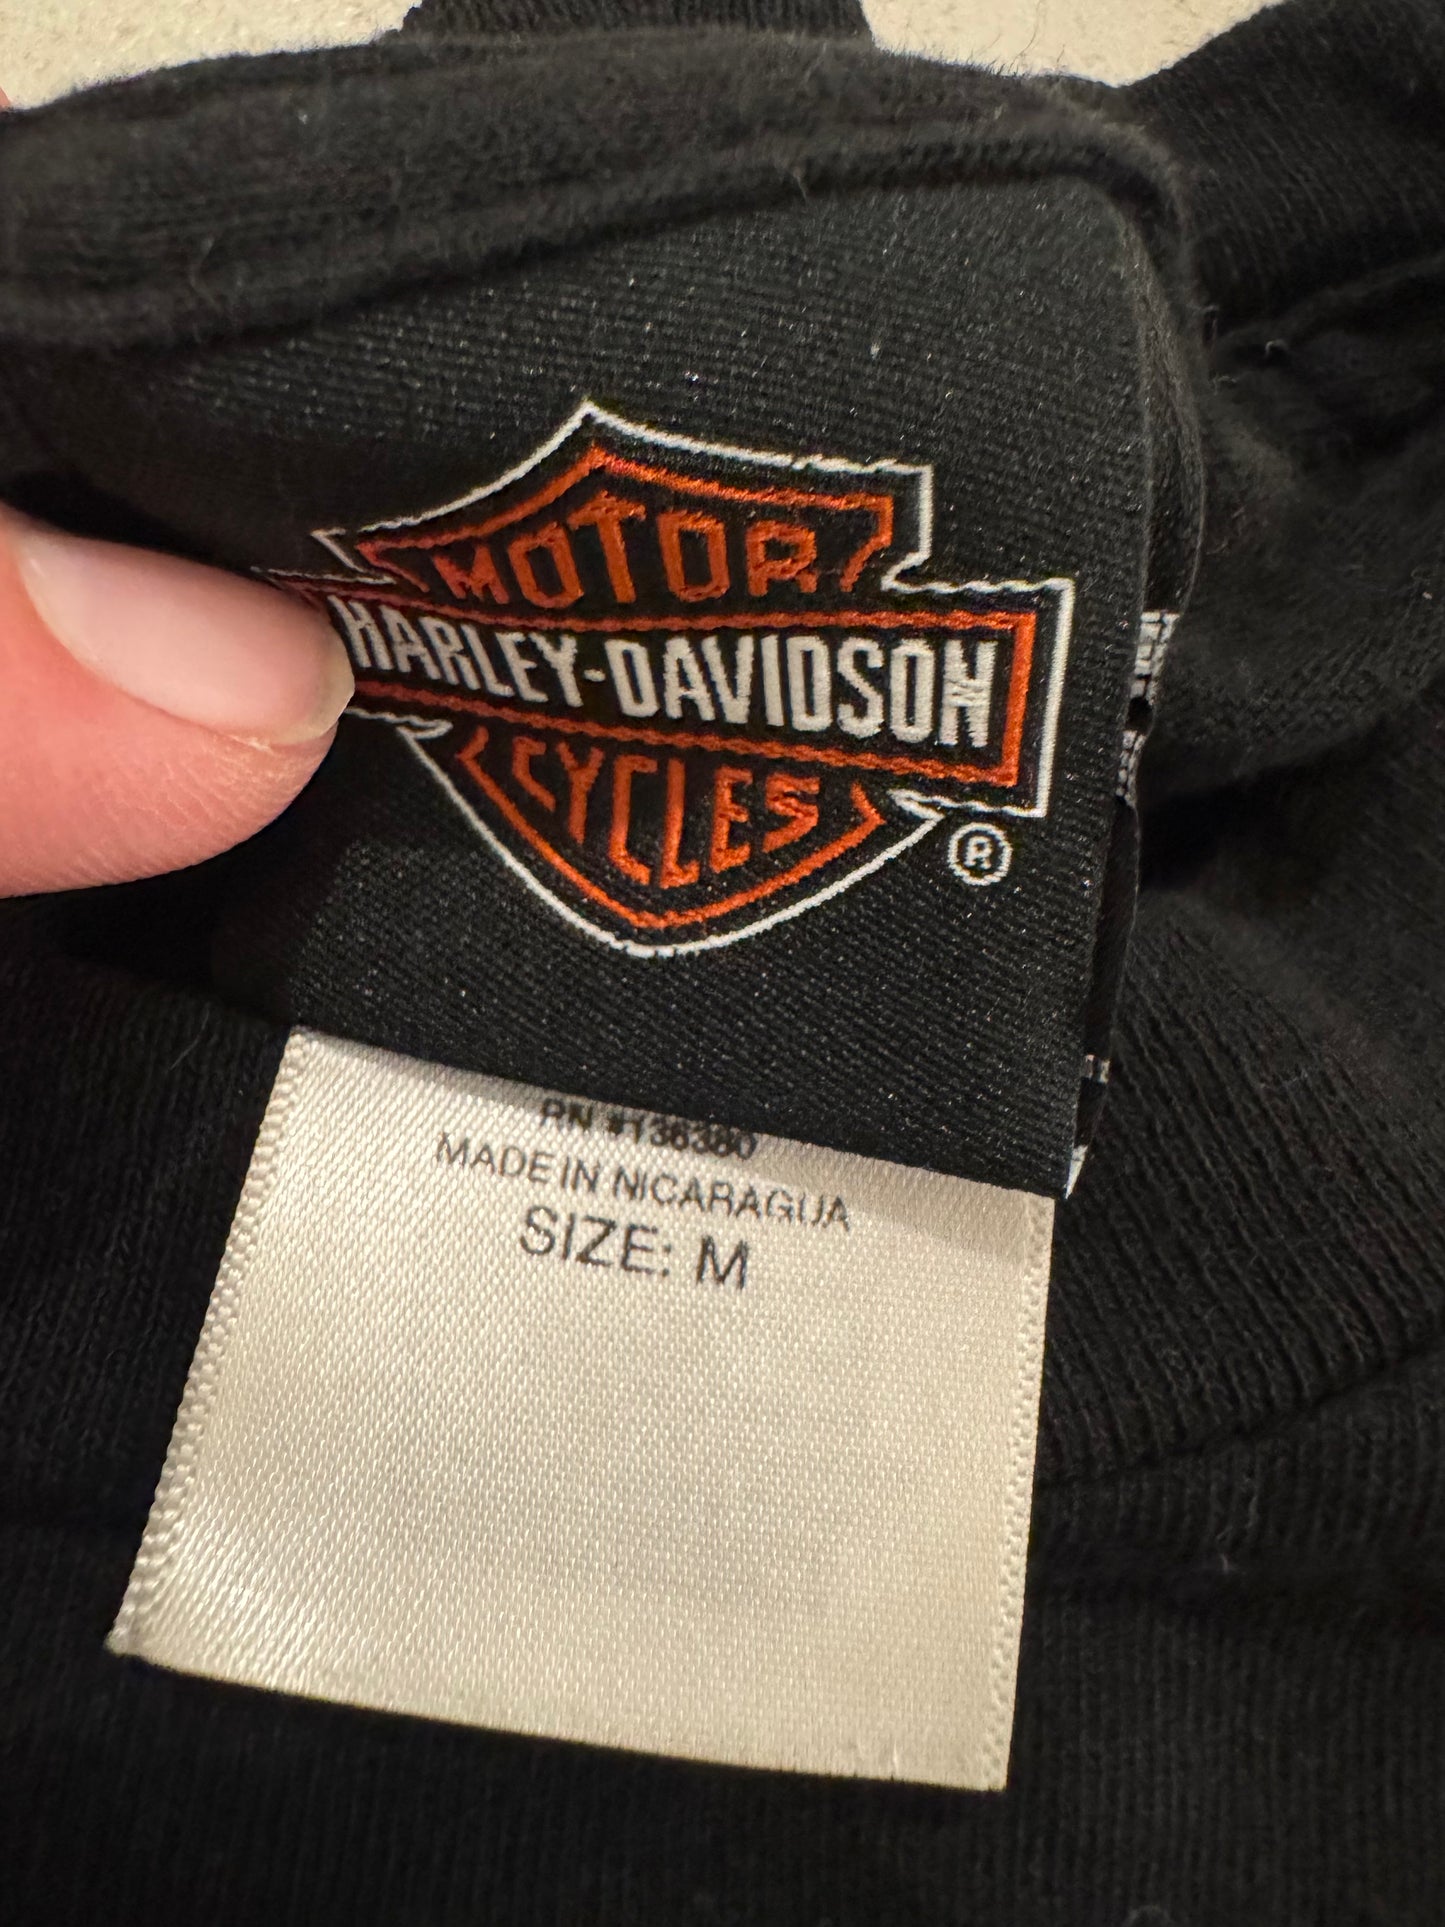 MOTOR
HARLEY-DAVIDSON
CYCLES
®
RN #136380
MADE IN NICARAGUA
SIZE: M